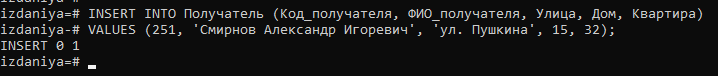 izdaniya=# INSERT INTO Получатель (Код_получателя, ФИО_получателя, Улица, Дом, Квартира)
izdaniya-# VALUES (251, 'Смирнов Александр Игоревич', 'ул. Пушкина', 15, 32);
INSERT 0 1
izdaniya=#